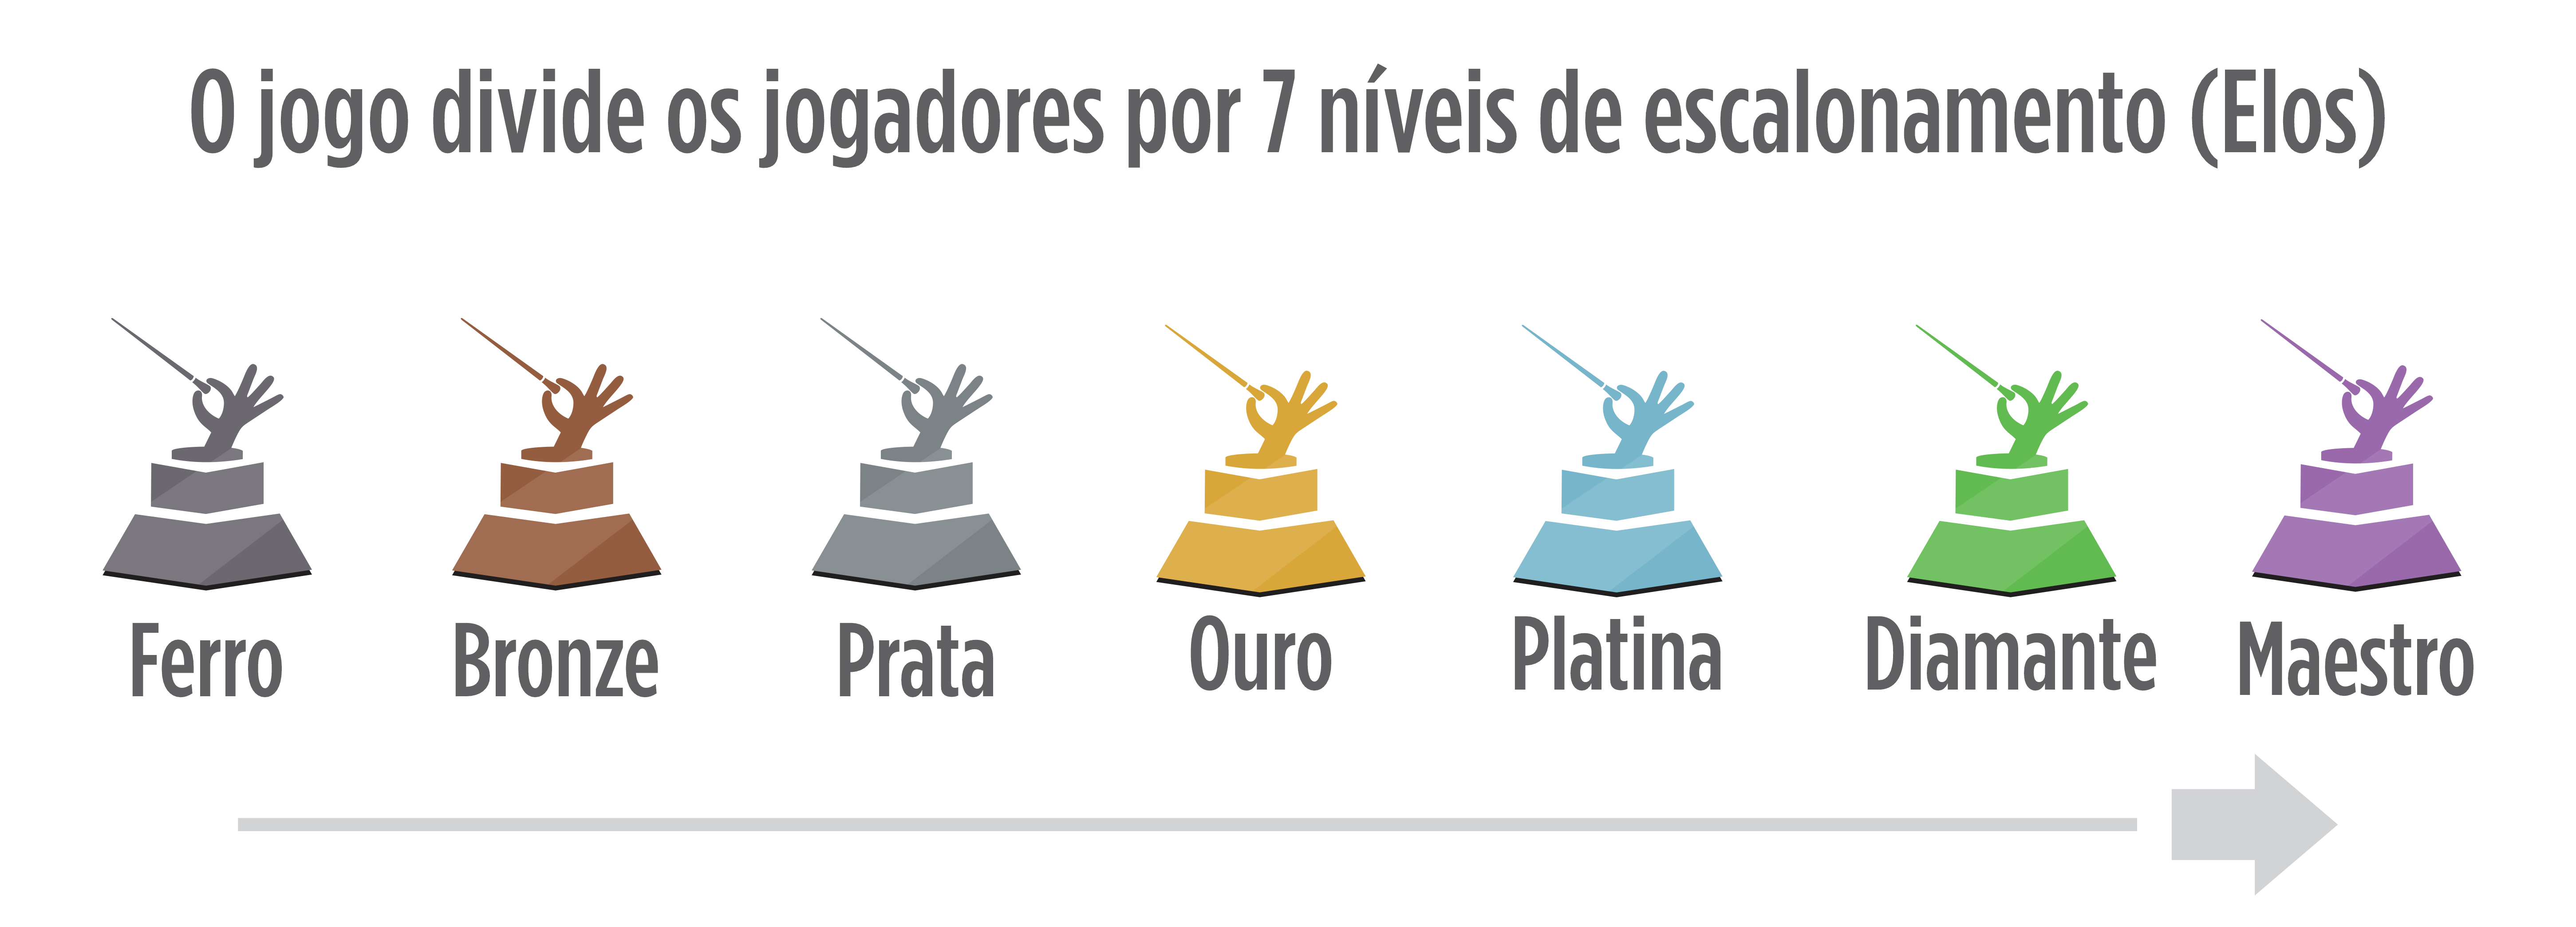 O jogo divide os jogadores por 7 níveis de escalonamento (Elos)
Ferro
Bronze
Prata
Ouro
Platina
Diamante
Maestro